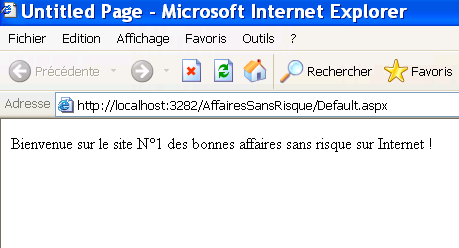 Untitled Page - Microsoft Internet Explorer
Fichier Edition Affichage Favoris Outils ?
Précédente Rechercher Favoris
Adresse http://localhost:3282/AffairesSansRisque/Default.aspx
Bienvenue sur le site N°1 des bonnes affaires sans risque sur Internet !